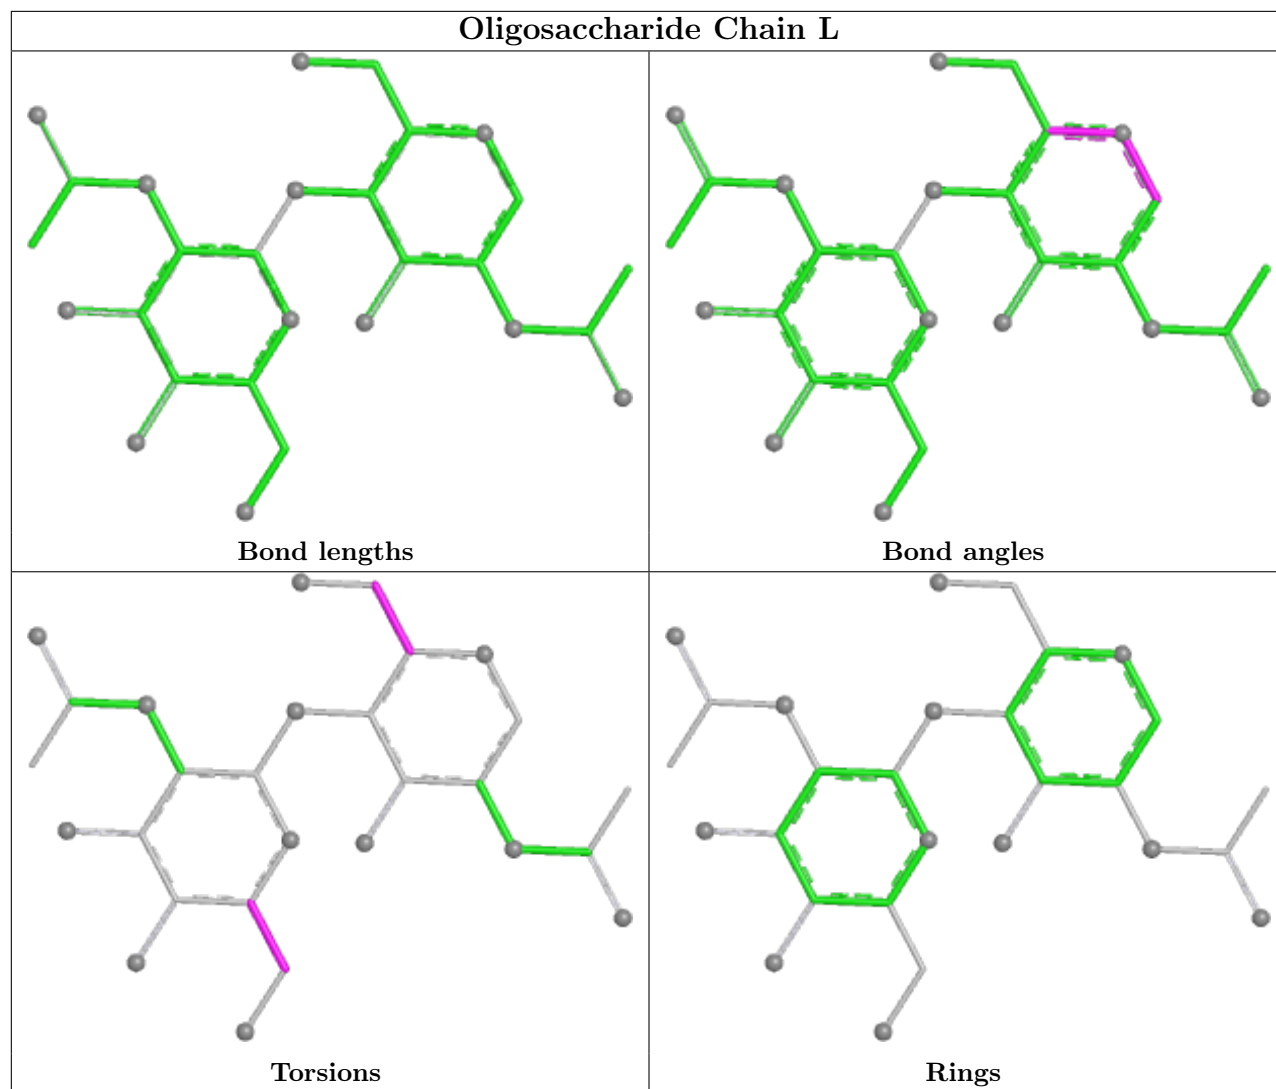 Oligosaccharide Chain L
Bond lengths
Bond angles
Torsions
Rings